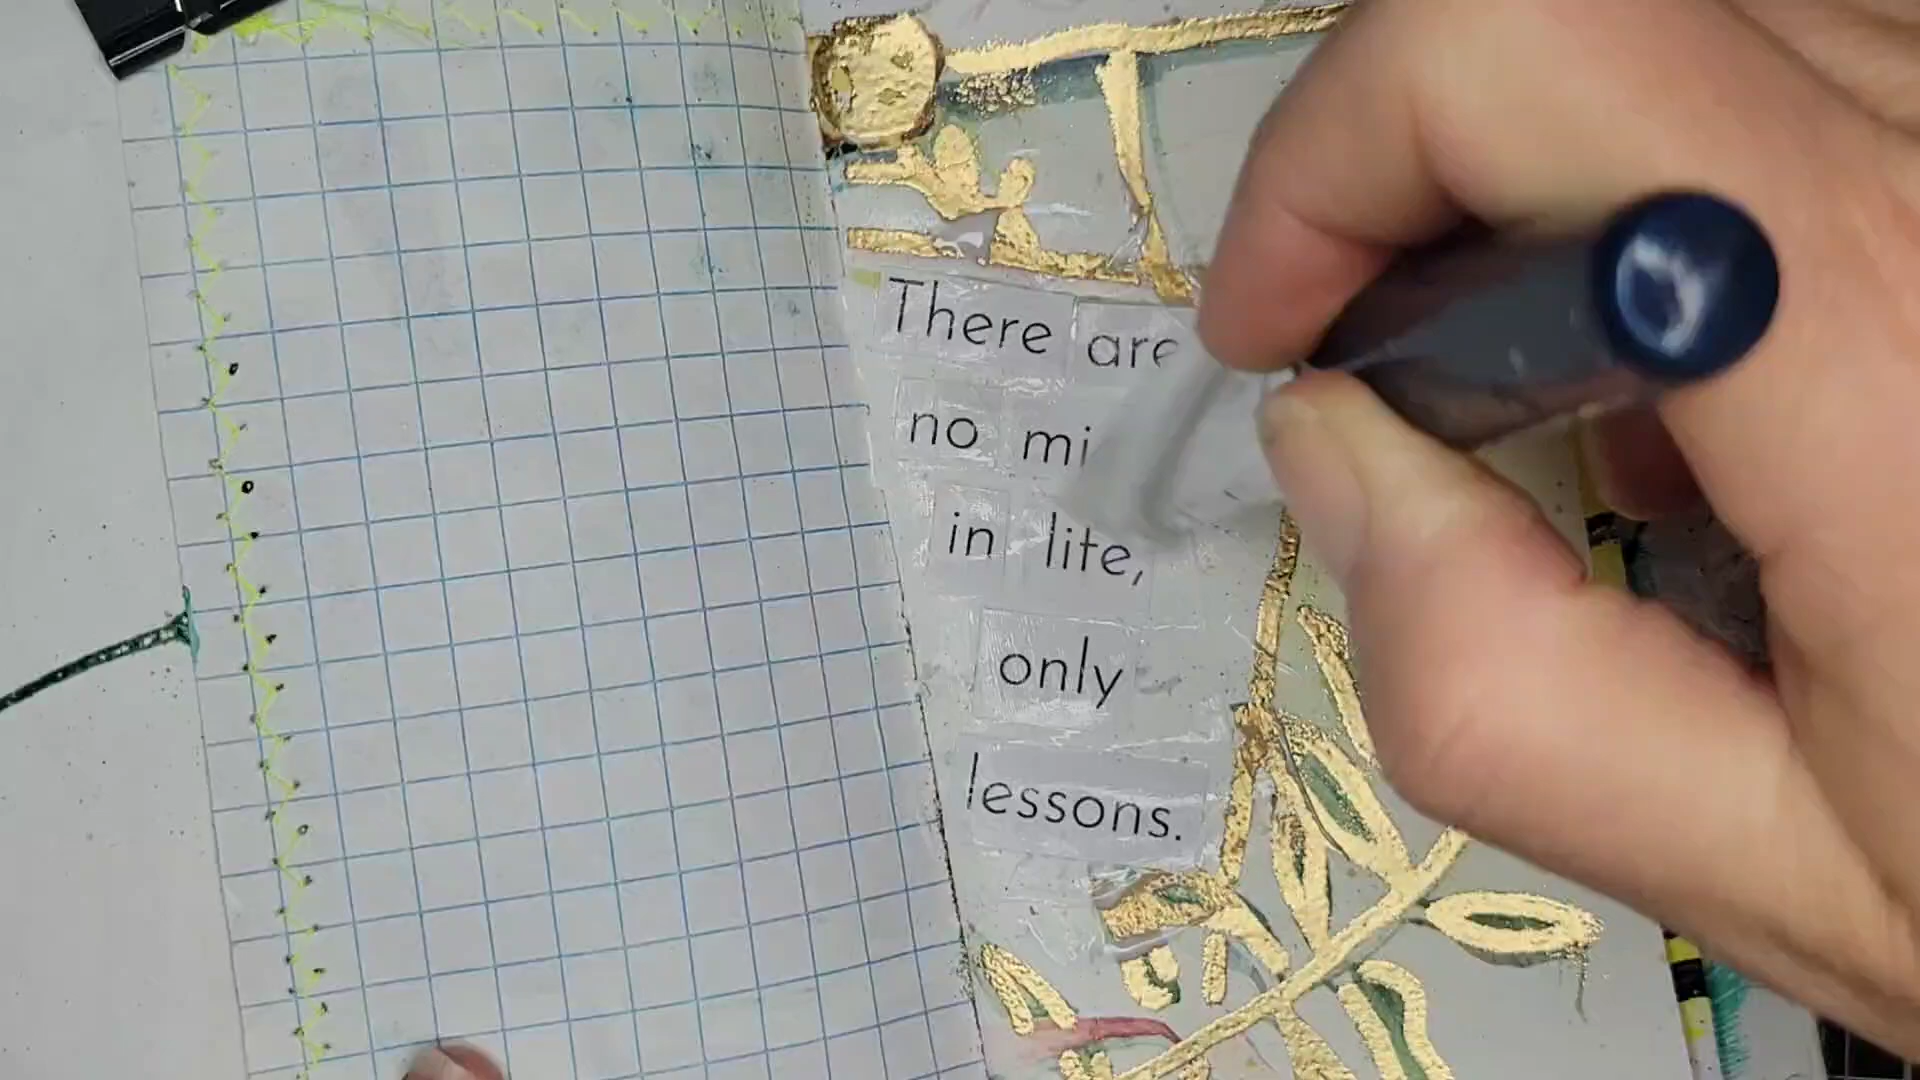 There are
no mi
in life,
only
lessons.